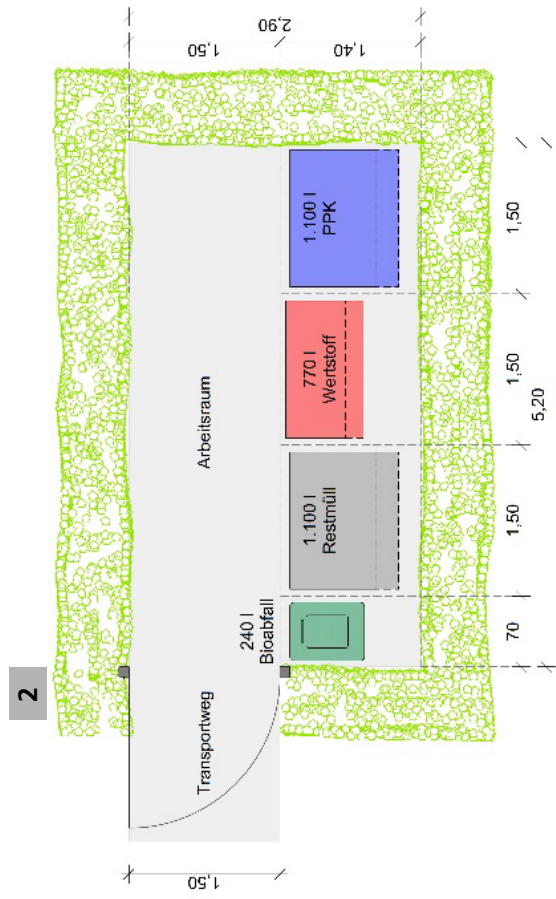 2
1,50
1,50
1,40
2,90
Transportweg
Arbeitsraum
240 l
Bioabfall
1.100 l
Restmüll
770 l
Wertstoff
1.100 l
PPK
70
1,50
1,50
1,50
5,20